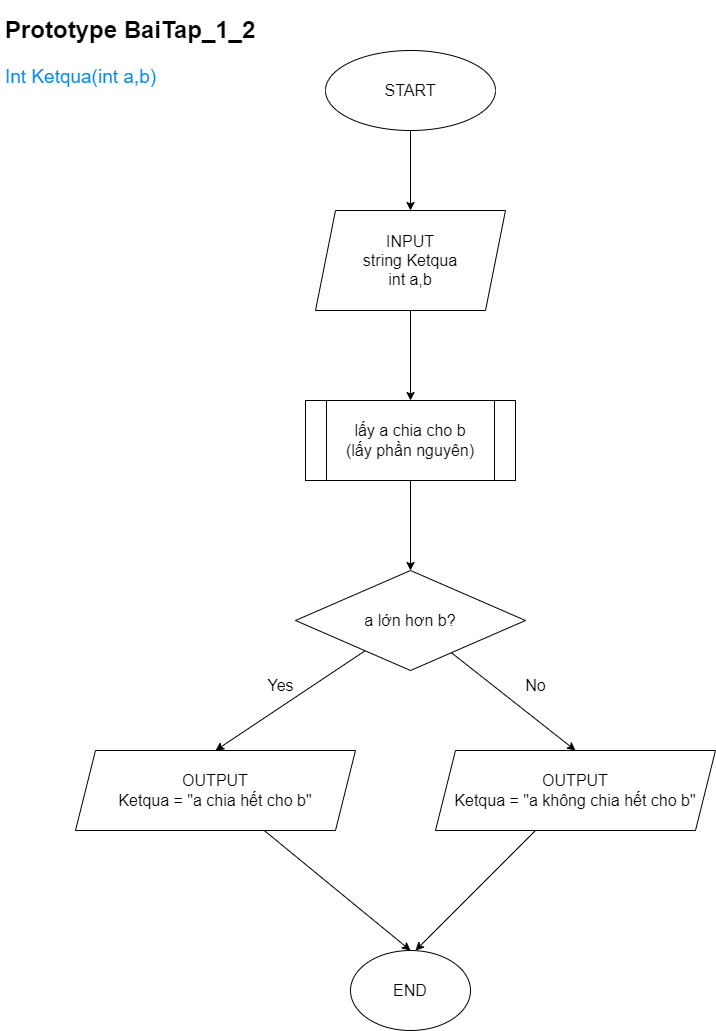 Prototype BaiTap_1_2
Int Ketqua(int a,b)
START
INPUT
string Ketqua
int a,b
lấy a chia cho b
(lấy phần nguyên)
a lớn hơn b?
Yes
No
OUTPUT
Ketqua = "a chia hết cho b"
OUTPUT
Ketqua = "a không chia hết cho b"
END